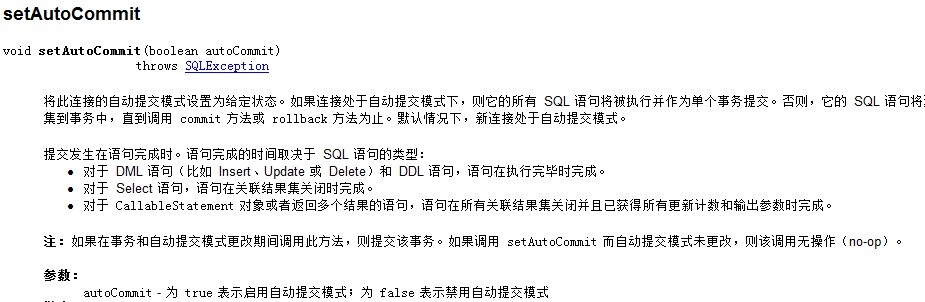 setAutoCommit
void setAutoCommit(boolean autoCommit)
throws SQLException
将此连接的自动提交模式设置为给定状态。如果连接处于自动提交模式下，则它的所有 SQL 语句将被执行并作为单个事务提交。否则，它的 SQL 语句将
集到事务中，直到调用 commit 方法或 rollback 方法为止。默认情况下，新连接处于自动提交模式。
提交发生在语句完成时。语句完成的时间取决于 SQL 语句的类型：
● 对于 DML 语句（比如 Insert、Update 或 Delete）和 DDL 语句，语句在执行完毕时完成。
● 对于 Select 语句，语句在关联结果集关闭时完成。
● 对于 CallableStatement 对象或者返回多个结果的语句，语句在所有关联结果集关闭并且已获得所有更新计数和输出参数时完成。
注：如果在事务和自动提交模式更改期间调用此方法，则提交该事务。如果调用 setAutoCommit 而自动提交模式未更改，则该调用无操作（no-op）。
参数：
autoCommit - 为 true 表示启用自动提交模式；为 false 表示禁用自动提交模式